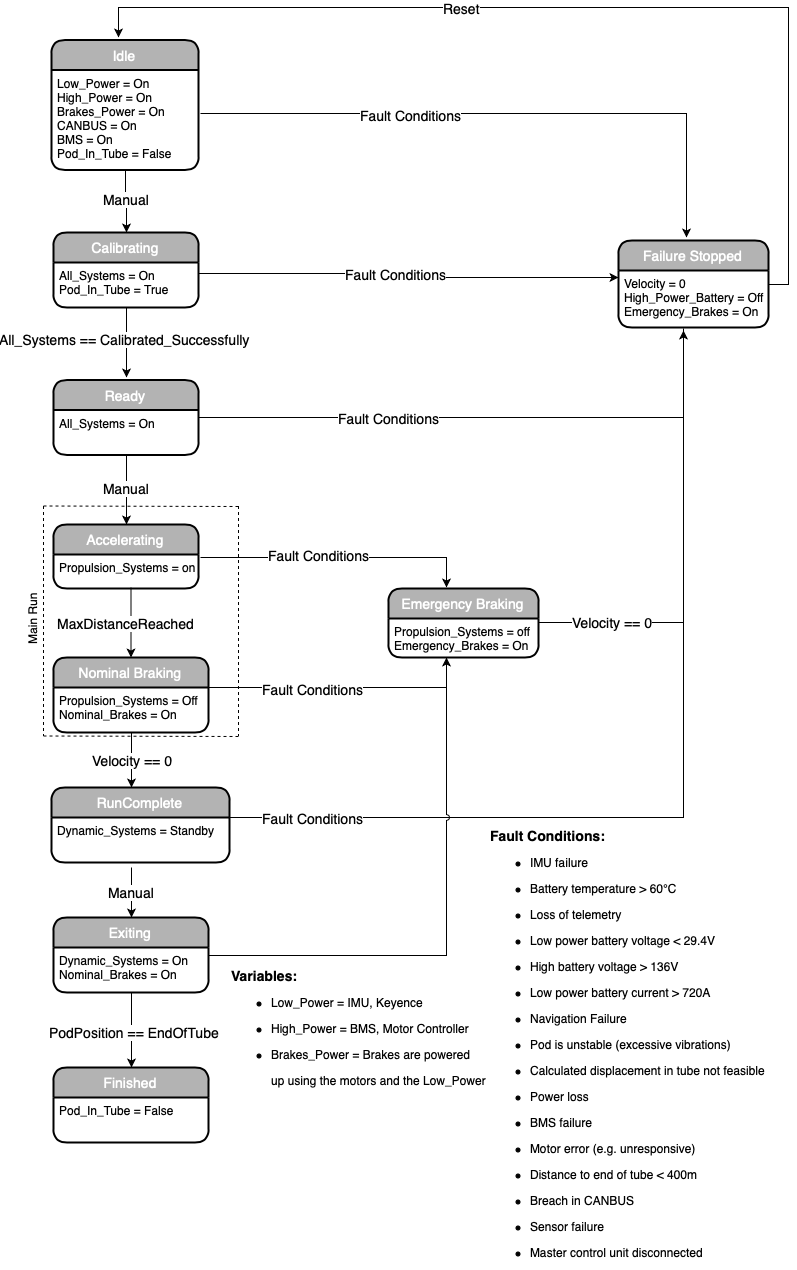 Reset
Idle
Low_Power = On
High_Power = On
Brakes_Power = On
CANBUS = On
BMS = On
Pod_In_Tube = False
Fault Conditions
Manual
Calibrating
All_Systems = On
Pod_In_Tube = True
Fault Conditions
Failure Stopped
Velocity = 0
High_Power_Battery = Off
Emergency_Brakes = On
All_Systems == Calibrated_Successfully
Ready
All_Systems = On
Fault Conditions
Manual
Main Run
Accelerating
Propulsion_Systems = on
Fault Conditions
MaxDistanceReached
Emergency Braking
Propulsion_Systems = off
Emergency_Brakes = On
Velocity == 0
Nominal Braking
Propulsion_Systems = Off
Nominal_Brakes = On
Fault Conditions
Velocity == 0
RunComplete
Dynamic_Systems = Standby
Fault Conditions
Manual
Exiting
Dynamic_Systems = On
Nominal_Brakes = On
PodPosition == EndOfTube
Finished
Pod_In_Tube = False
Variables:
• Low_Power = IMU, Keyence
• High_Power = BMS, Motor Controller
• Brakes_Power = Brakes are powered
up using the motors and the Low_Power
Fault Conditions:
• IMU failure
• Battery temperature > 60°C
• Loss of telemetry
• Low power battery voltage < 29.4V
• High battery voltage > 136V
• Low power battery current > 720A
• Navigation Failure
• Pod is unstable (excessive vibrations)
• Calculated displacement in tube not feasible
• Power loss
• BMS failure
• Motor error (e.g. unresponsive)
• Distance to end of tube < 400m
• Breach in CANBUS
• Sensor failure
• Master control unit disconnected